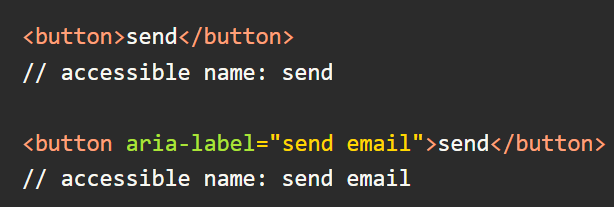 <button>send</button>
// accessible name: send
<button aria-label="send email">send</button>
// accessible name: send email